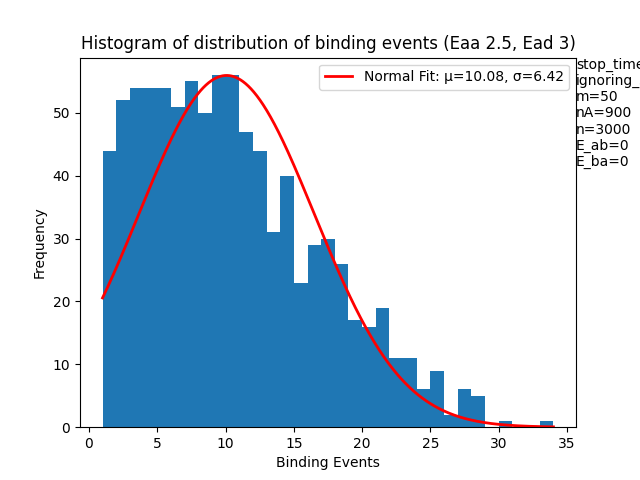 Histogram of distribution of binding events (Eaa 2.5, Ead 3)
Normal Fit: μ=10.08, σ=6.42
stop_time
ignoring_
m=50
nA=900
n=3000
E_ab=0
E_ba=0
Frequency
50
40
30
20
10
0
0 5 10 15 20 25 30 35
Binding Events